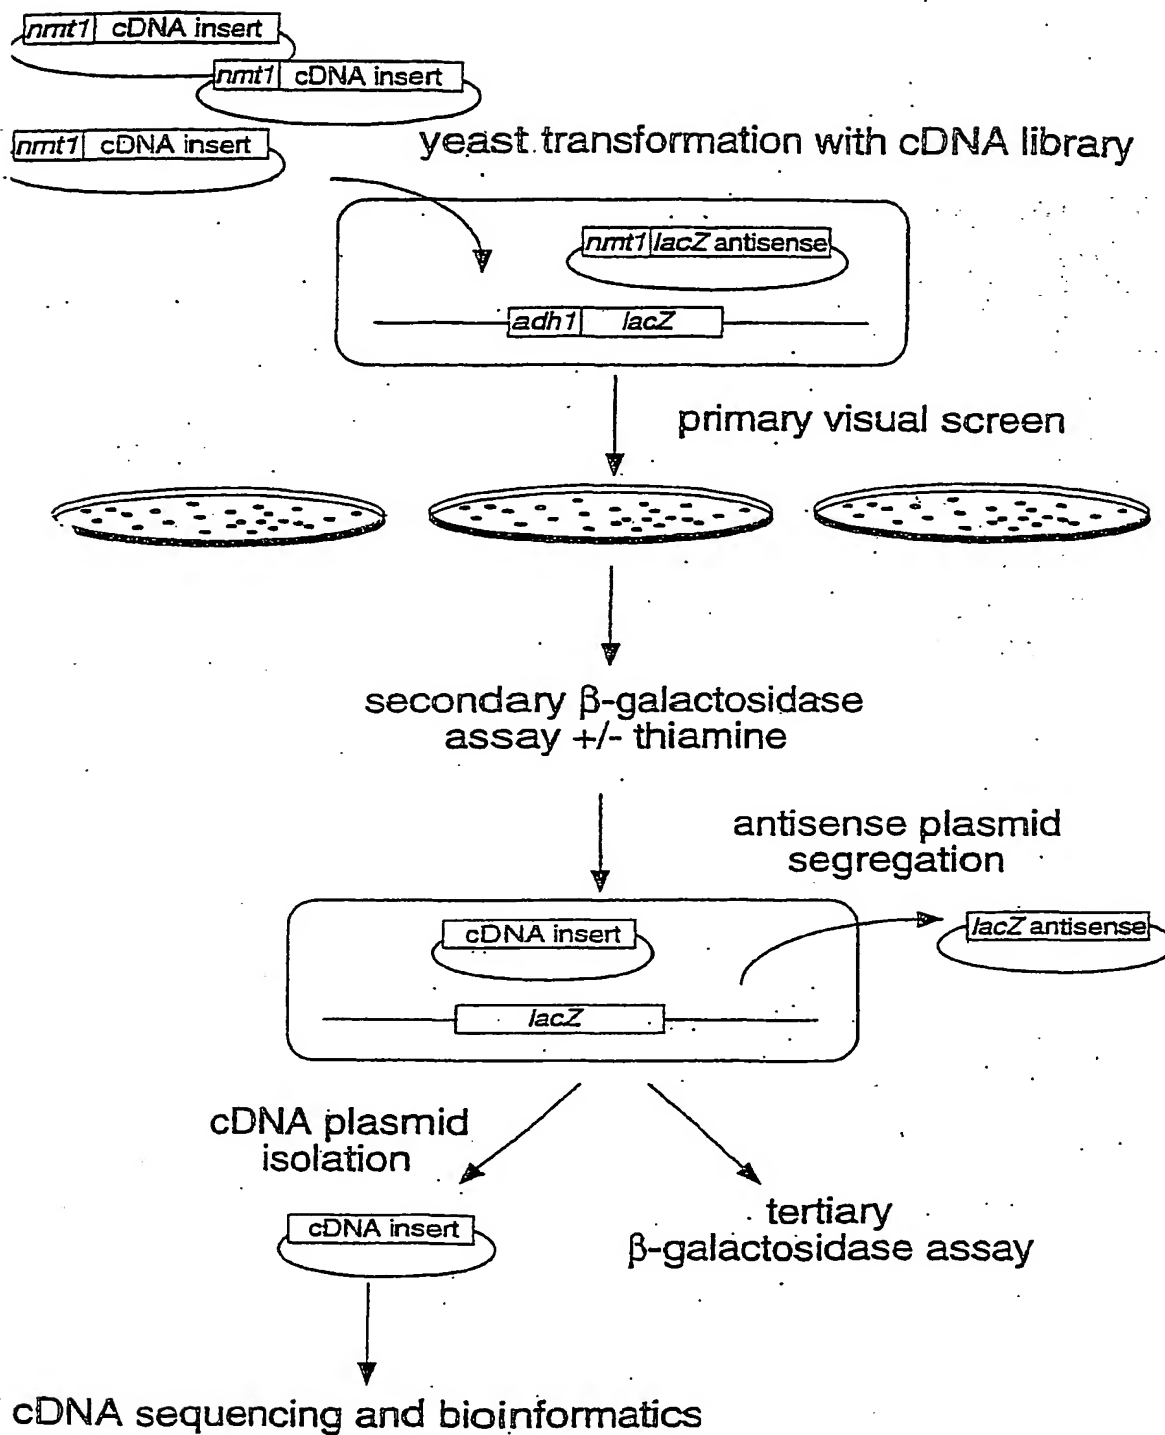 nmt1 cDNA insert
nmt1 cDNA insert
nmt1 cDNA insert
yeast transformation with cDNA library
nmt1 lacZ antisense
adh1 lacZ
primary visual screen
secondary β-galactosidase
assay +/- thiamine
antisense plasmid
segregation
cDNA insert
lacZ antisense
lacZ
cDNA plasmid
isolation
cDNA insert
tertiary
β-galactosidase assay
cDNA sequencing and bioinformatics